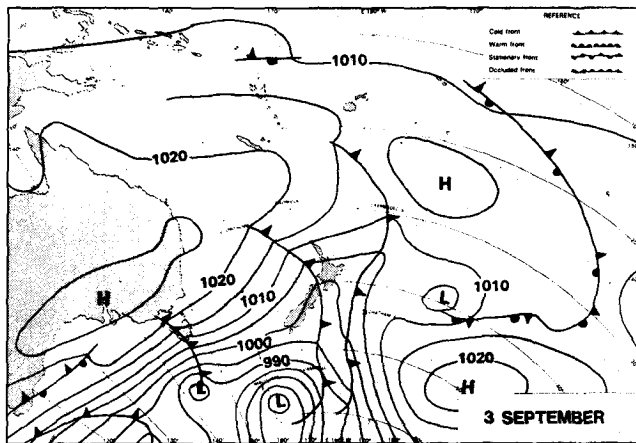 REFERENCE
Cold front
Warm front
Stationary front
Occluded front
1010
1020
H
1020
1010
H
L
1010
1000
990
1020
L
L
H
3 SEPTEMBER